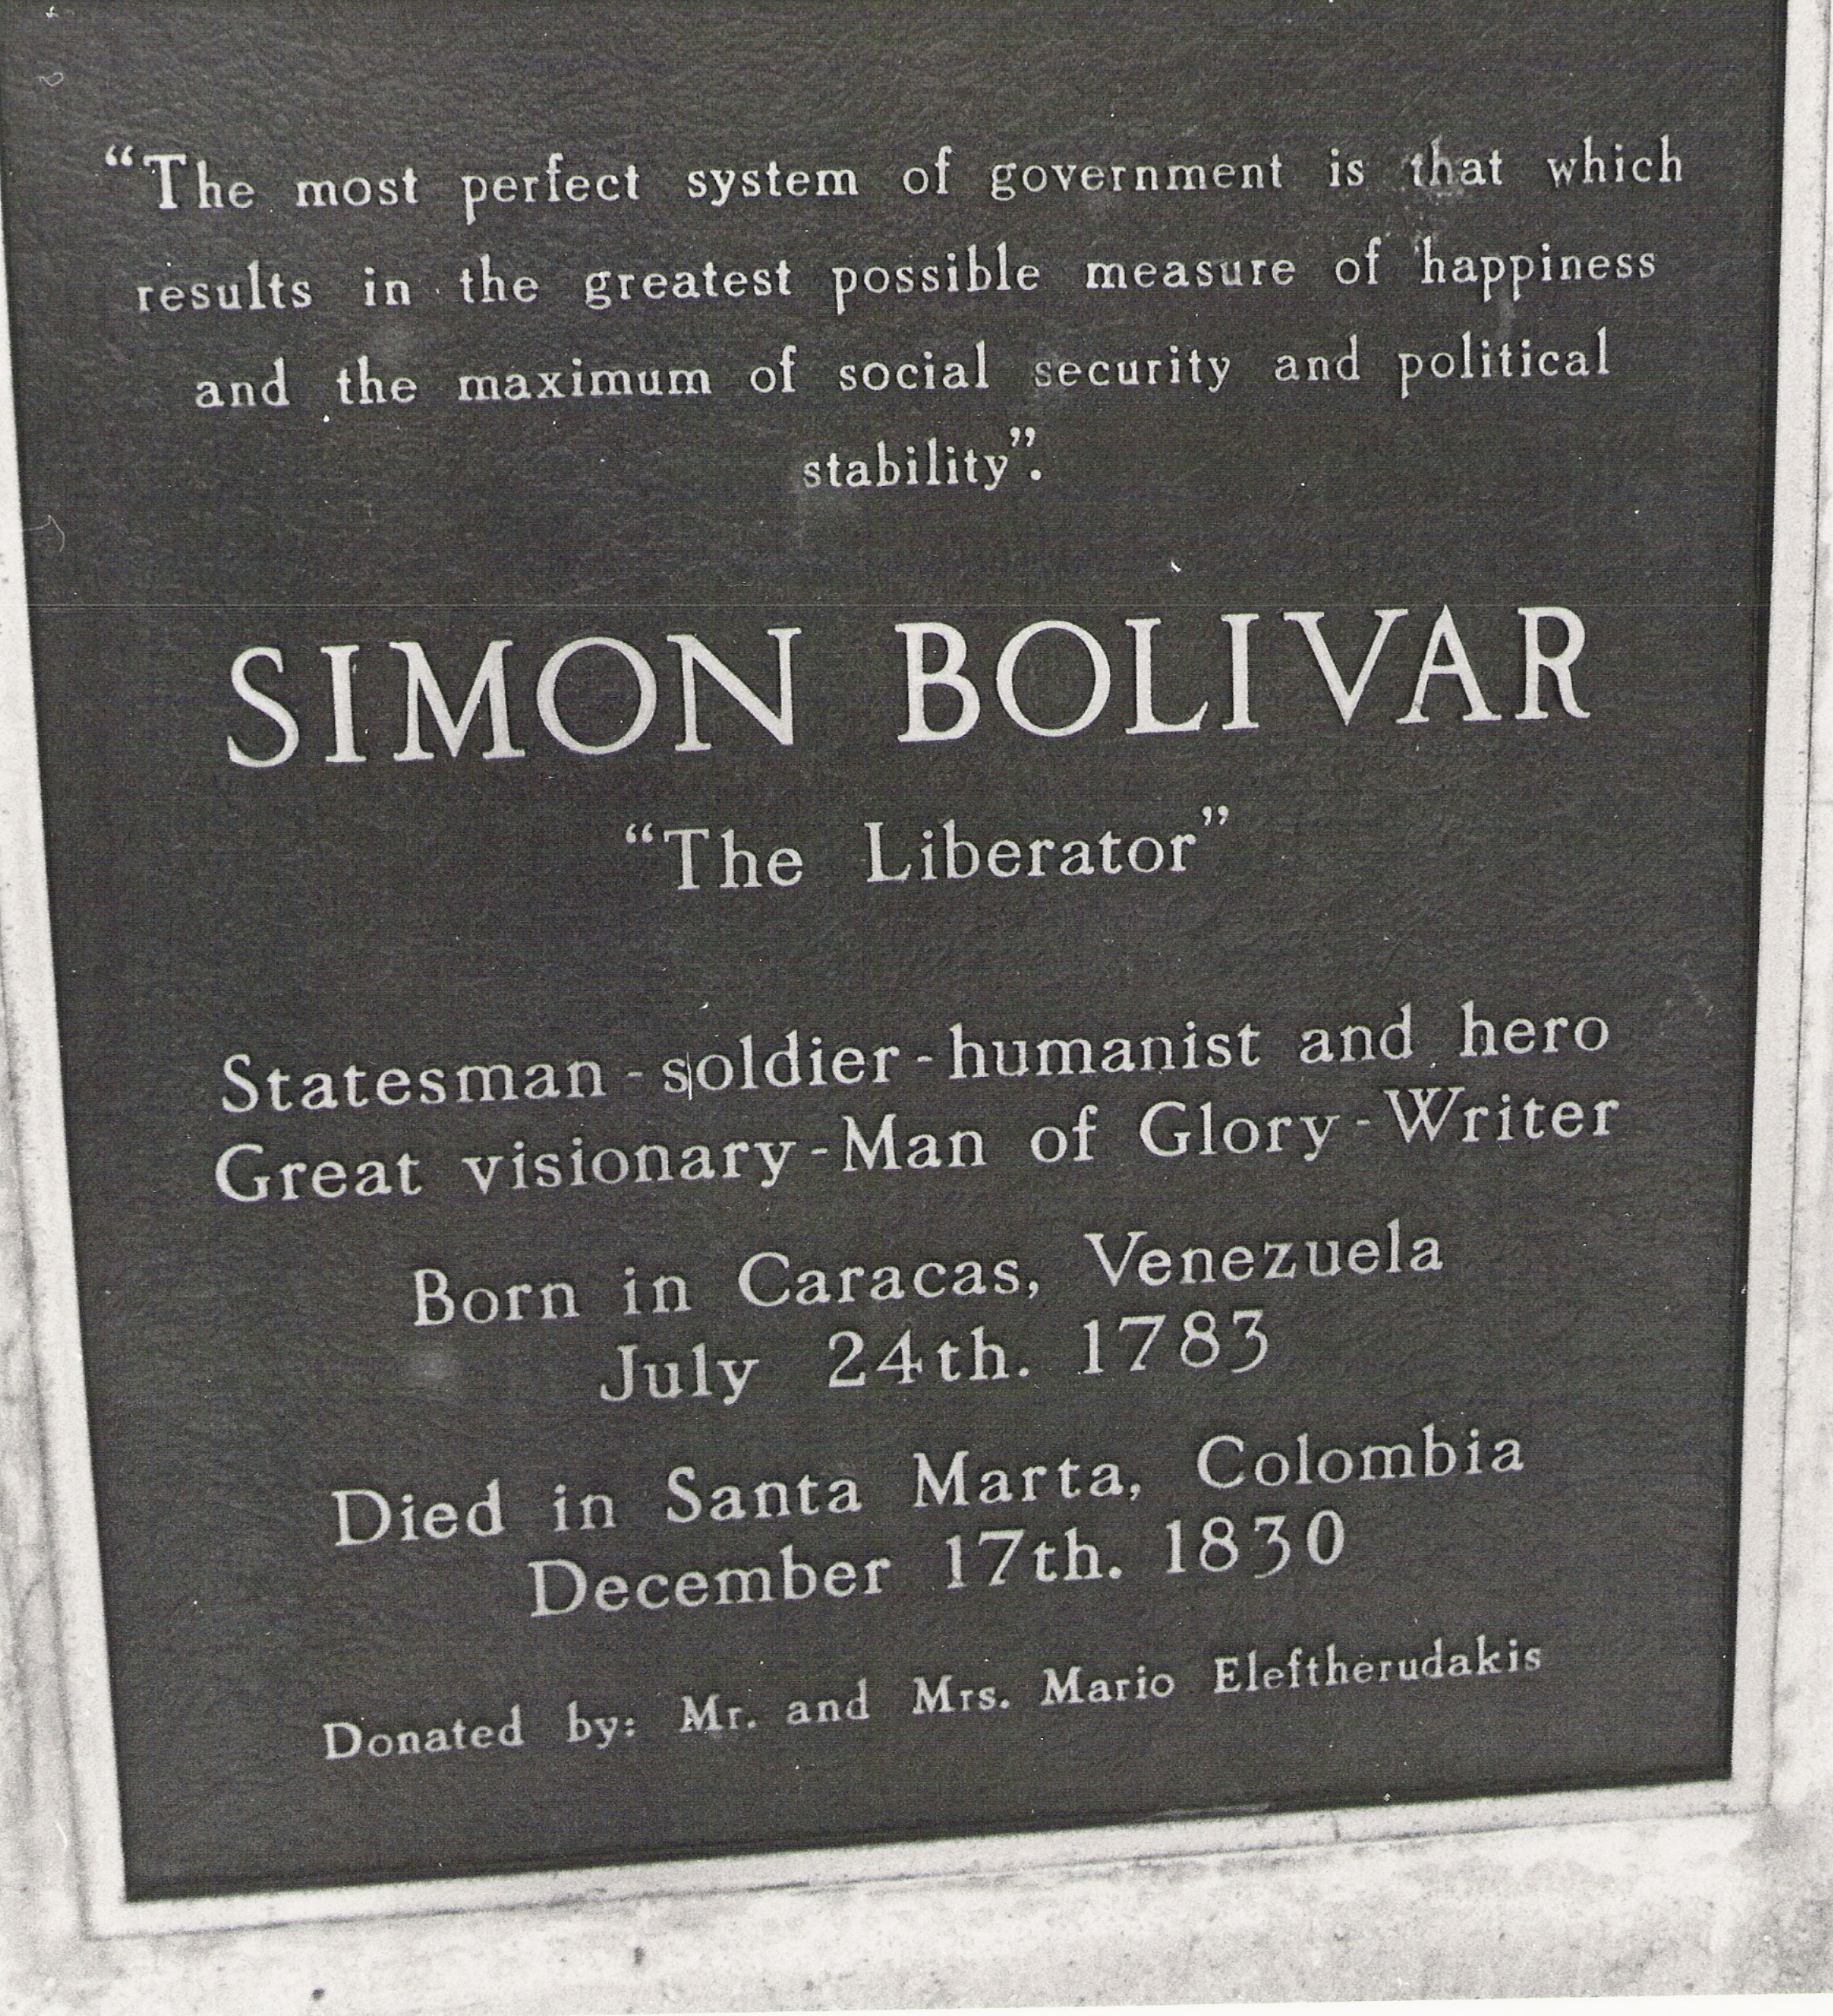 “The most perfect system of government is that which
results in the greatest possible measure of happiness
and the maximum of social security and political
stability”.
SIMON BOLIVAR
“The Liberator”
Statesman - soldier - humanist and hero
Great visionary - Man of Glory - Writer
Born in Caracas, Venezuela
July 24th. 1783
Died in Santa Marta, Colombia
December 17th. 1830
Donated by: Mr. and Mrs. Mario Eleftherudakis